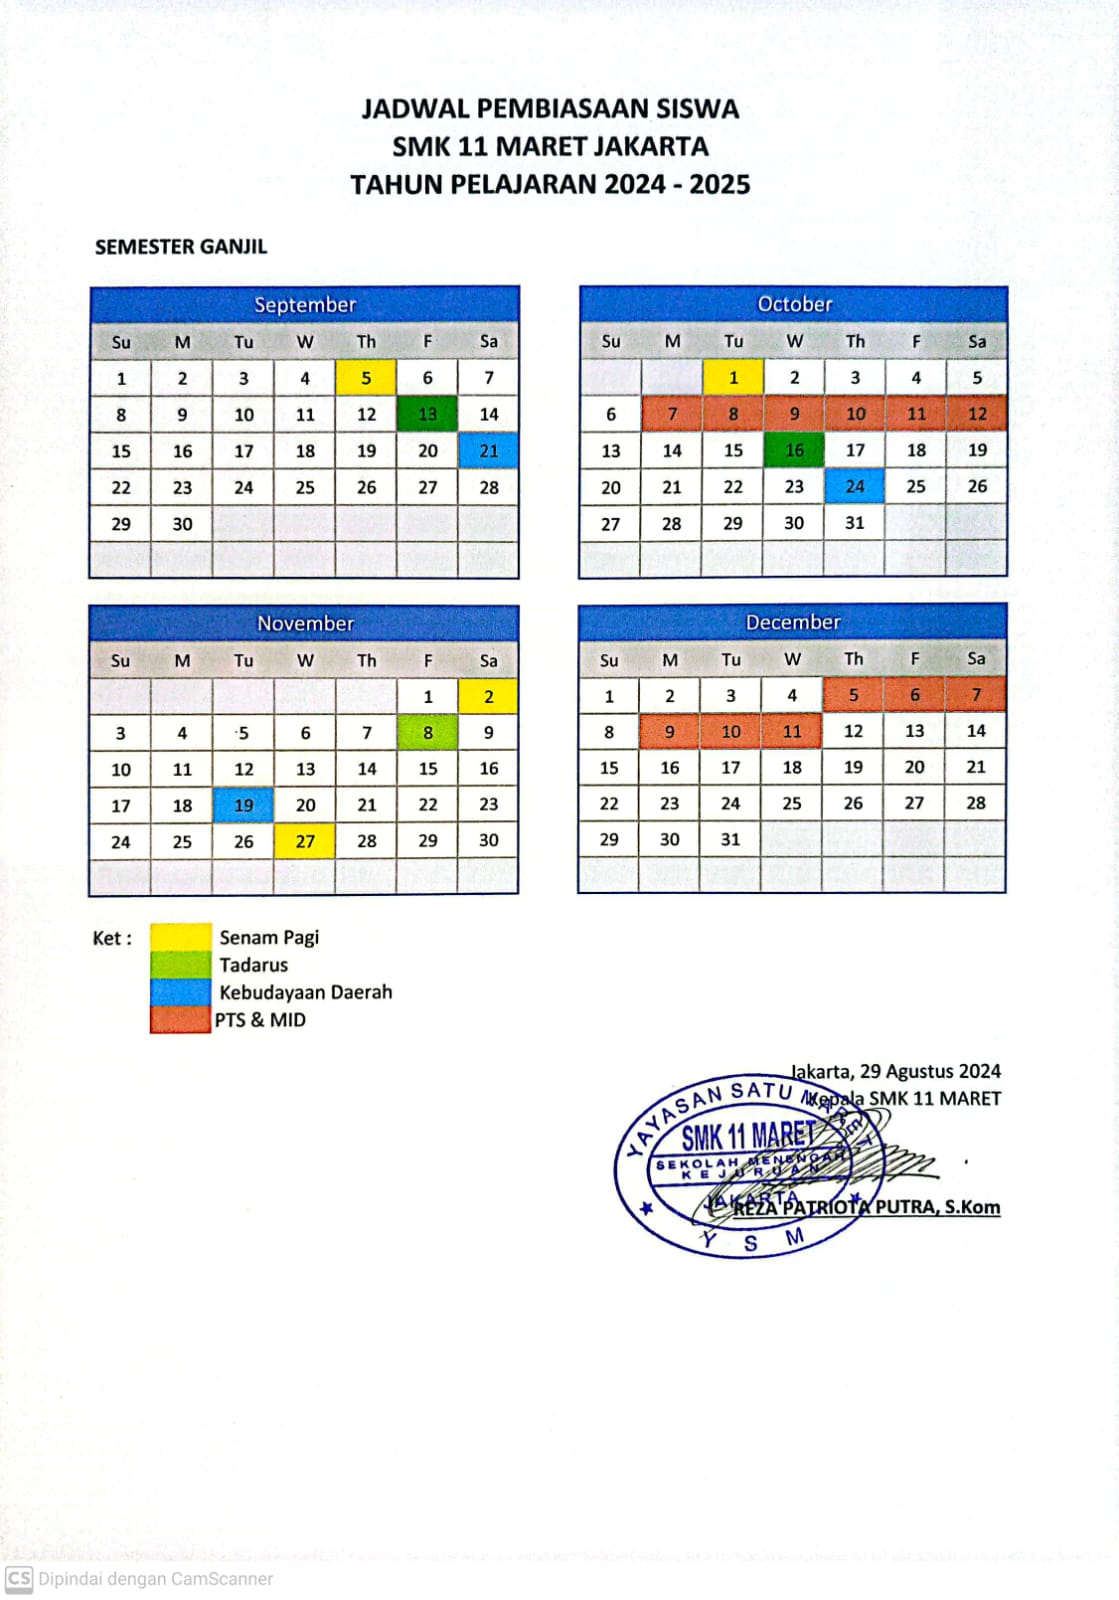 JADWAL PEMBIASAAN SISWA
SMK 11 MARET JAKARTA
TAHUN PELAJARAN 2024 - 2025
SEMESTER GANJIL
September
Su M Tu W Th F Sa
1 2 3 4 5 6 7
8 9 10 11 12 13 14
15 16 17 18 19 20 21
22 23 24 25 26 27 28
29 30
October
Su M Tu W Th F Sa
1 2 3 4 5
6 7 8 9 10 11 12
13 14 15 16 17 18 19
20 21 22 23 24 25 26
27 28 29 30 31
November
Su M Tu W Th F Sa
1 2
3 4 5 6 7 8 9
10 11 12 13 14 15 16
17 18 19 20 21 22 23
24 25 26 27 28 29 30
December
Su M Tu W Th F Sa
1 2 3 4 5 6 7
8 9 10 11 12 13 14
15 16 17 18 19 20 21
22 23 24 25 26 27 28
29 30 31
Ket :
Senam Pagi
Tadarus
Kebudayaan Daerah
PTS & MID
Jakarta, 29 Agustus 2024
Kepala SMK 11 MARET
YAYASAN SATU MARET
SMK 11 MARET
SEKOLAH MENENGAH
KEJURUAN
JAKARTA
REZA PATRIOTA PUTRA, S.Kom
Y S M
CS Dipindai dengan CamScanner